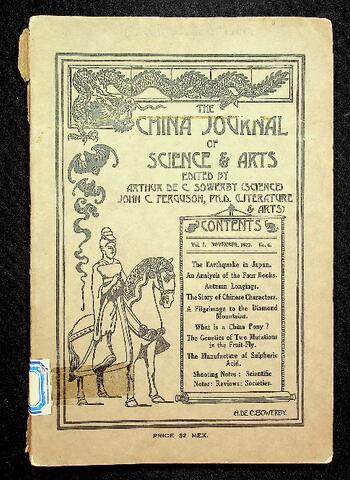 THE
CHINA JOURNAL
OF
SCIENCE & ARTS
EDITED BY
ARTHUR DE C. SOWERBY (SCIENCE)
JOHN C. FERGUSON, PH.D. (LITERATURE
& ARTS)
CONTENTS
Vol. I. NOVEMBER, 1923. No. 6.
The Earthquake in Japan.
An Analysis of the Four Books.
Autumn Longings.
The Story of Chinese Characters.
A Pilgrimage to the Diamond
Mountains.
What Is a China Pony ?
The Genetics of Two Mutations
in the Fruit-Fly.
The Manufacture of Sulphuric
Acid.
Shooting Notes : Scientific
Notes: Reviews: Societies.
A. DE C. SOWERBY.
PRICE $2 MEX.